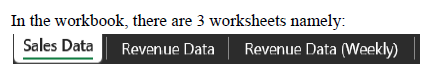 In the workbook, there are 3 worksheets namely:
Sales Data Revenue Data Revenue Data (Weekly)